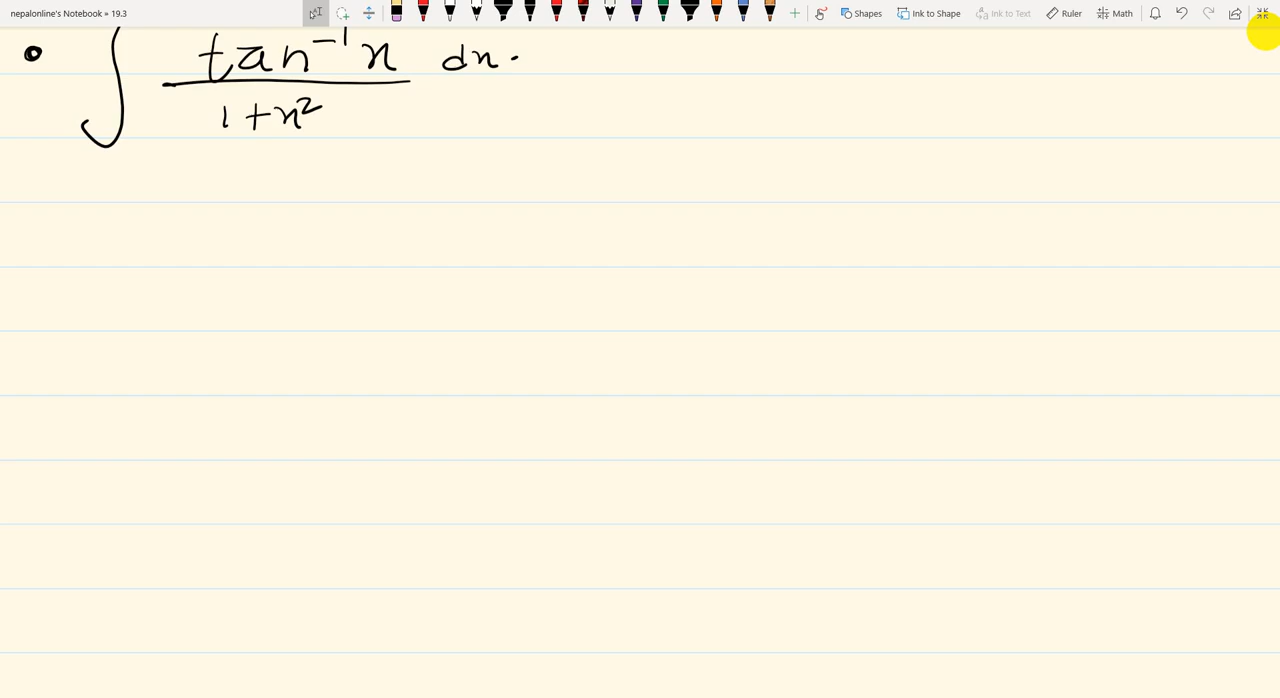 nepalonline's Notebook » 19.3
Shapes Ink to Shape Ink to Text Ruler Math
∫ tan⁻¹x / 1+x² dx.